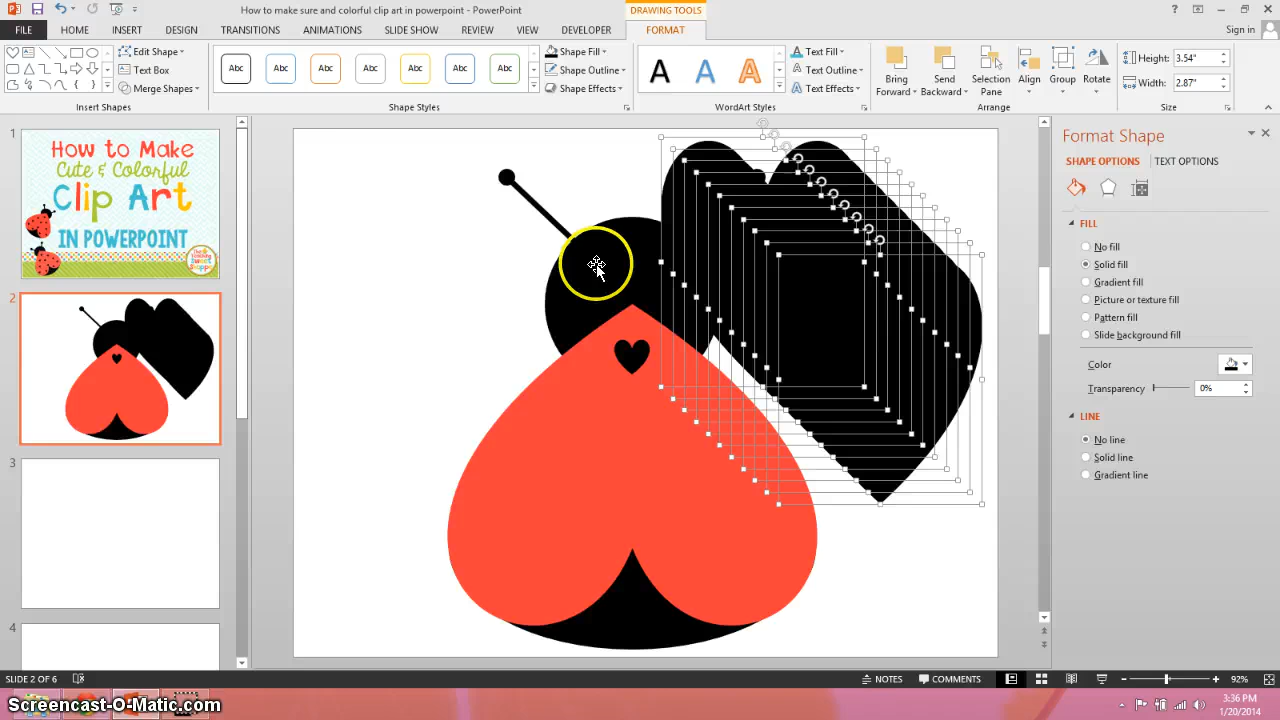 How to make sure and colorful clip art in powerpoint - PowerPoint
DRAWING TOOLS
Sign in
FILE
HOME
INSERT
DESIGN
TRANSITIONS
ANIMATIONS
SLIDE SHOW
REVIEW
VIEW
DEVELOPER
FORMAT
Edit Shape
Text Box
Merge Shapes
Insert Shapes
Abc Abc Abc Abc Abc Abc Abc
Shape Styles
Shape Fill
Shape Outline
Shape Effects
A A A
WordArt Styles
Text Fill
Text Outline
Text Effects
Bring Forward
Send Backward
Selection Pane
Align
Group
Rotate
Arrange
Height: 3.54"
Width: 2.87"
Size
1
How to Make
Cute & Colorful
Clip Art
IN POWERPOINT
2
3
4
Format Shape
SHAPE OPTIONS
TEXT OPTIONS
FILL
No fill
Solid fill
Gradient fill
Picture or texture fill
Pattern fill
Slide background fill
Color
Transparency 0%
LINE
No line
Solid line
Gradient line
SLIDE 2 OF 6
NOTES
COMMENTS
92%
Screencast-O-Matic.com
3:36 PM
1/20/2014